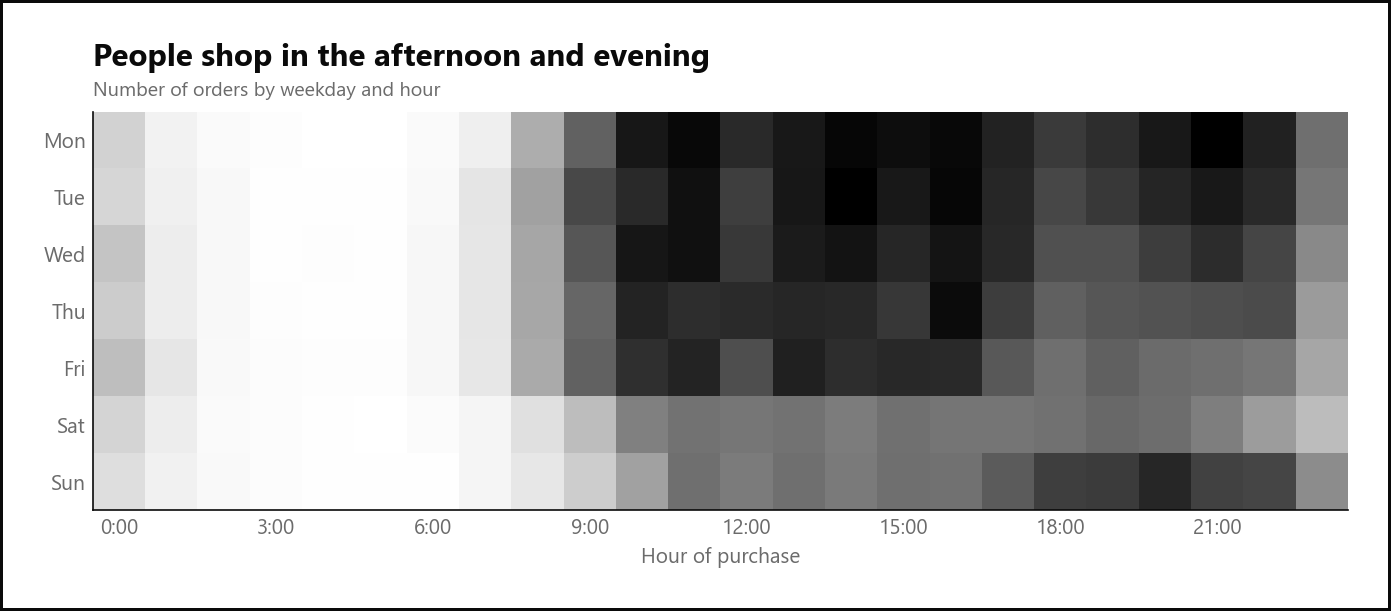 People shop in the afternoon and evening
Number of orders by weekday and hour
Mon
Tue
Wed
Thu
Fri
Sat
Sun
0:00 3:00 6:00 9:00 12:00 15:00 18:00 21:00
Hour of purchase